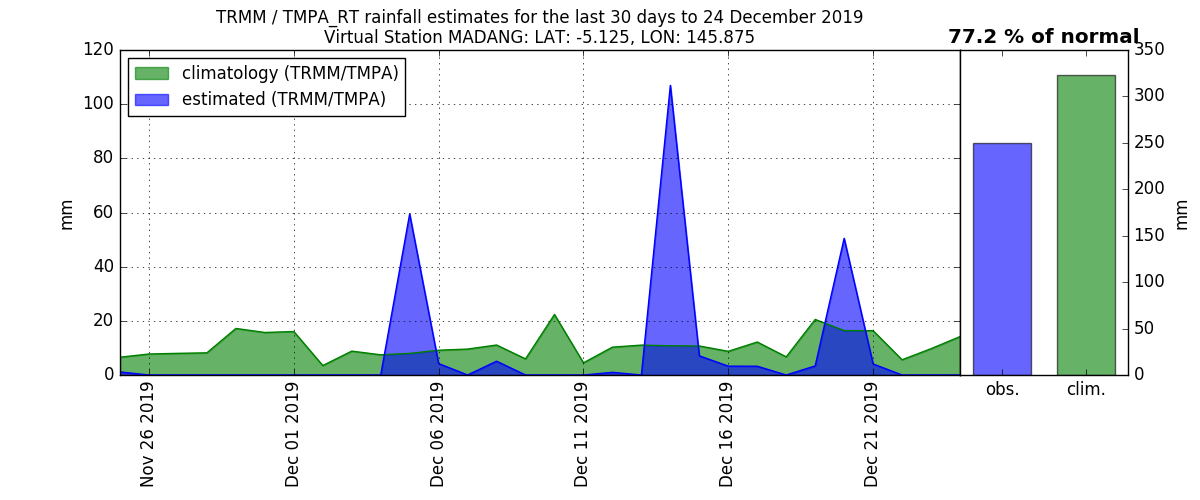 TRMM / TMPA_RT rainfall estimates for the last 30 days to 24 December 2019
Virtual Station MADANG: LAT: -5.125, LON: 145.875
77.2 % of normal
climatology (TRMM/TMPA)
estimated (TRMM/TMPA)
120
100
80
60
40
20
0
mm
Nov 26 2019
Dec 01 2019
Dec 06 2019
Dec 11 2019
Dec 16 2019
Dec 21 2019
350
300
250
200
150
100
50
0
mm
obs.
clim.